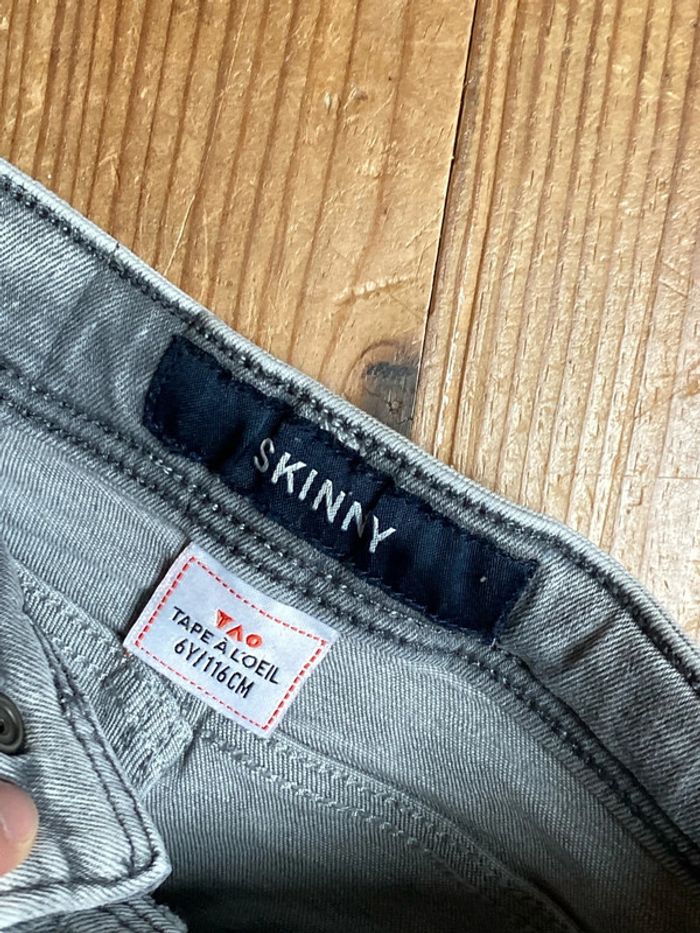 SKINNY
TAO
TAPE À L'OEIL
6Y/116CM